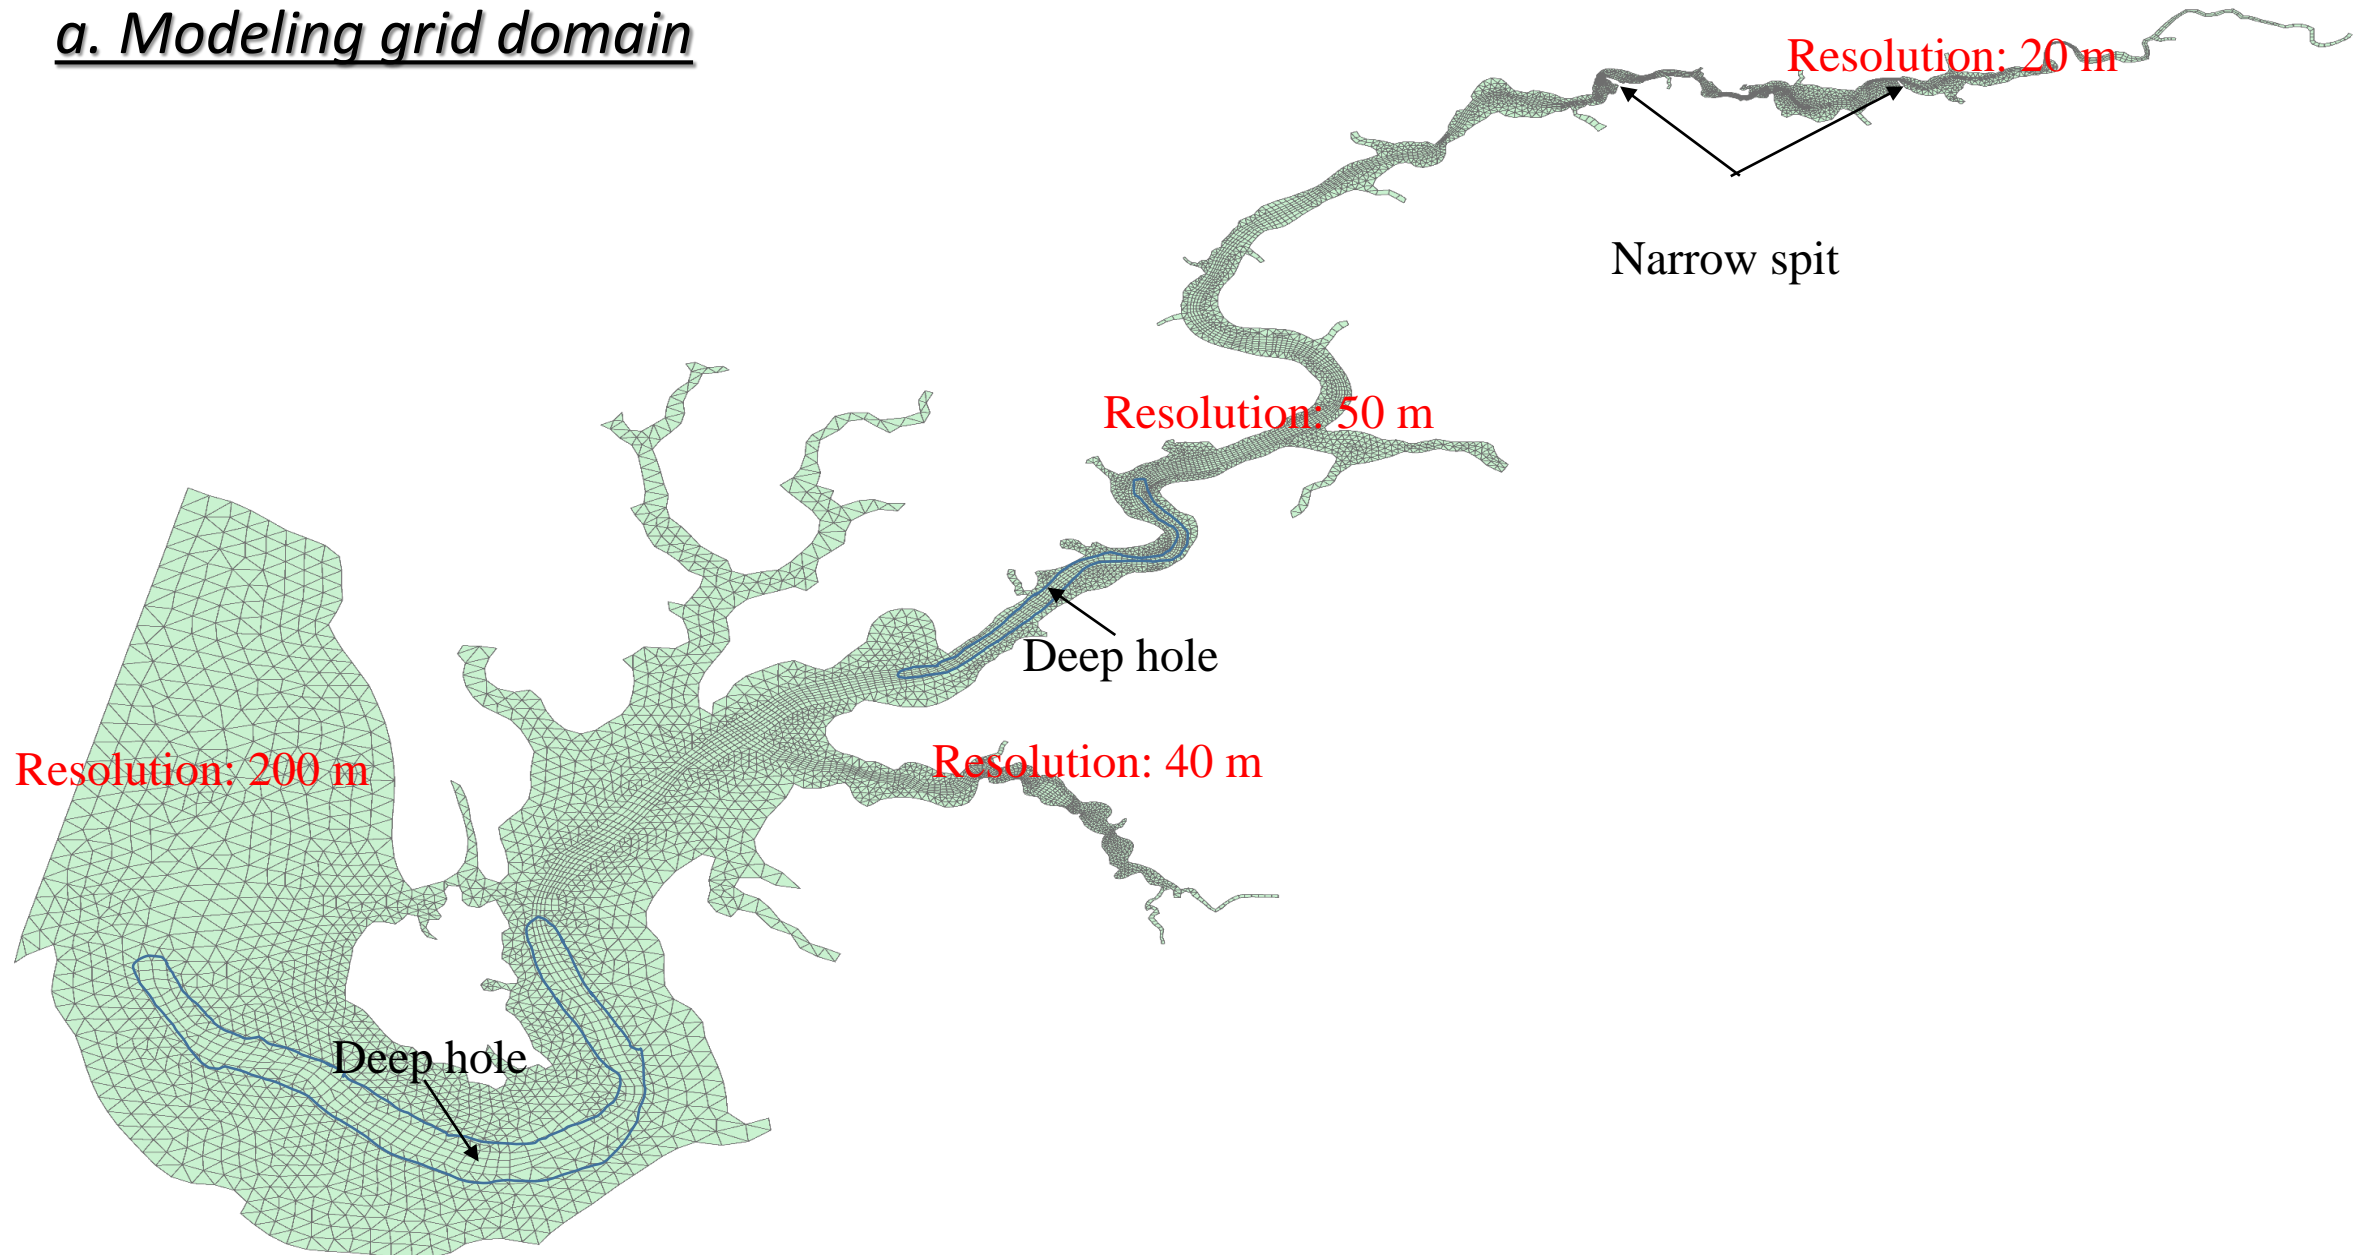 a. Modeling grid domain
Resolution: 20 m
Narrow spit
Resolution: 50 m
Deep hole
Resolution: 200 m
Resolution: 40 m
Deep hole